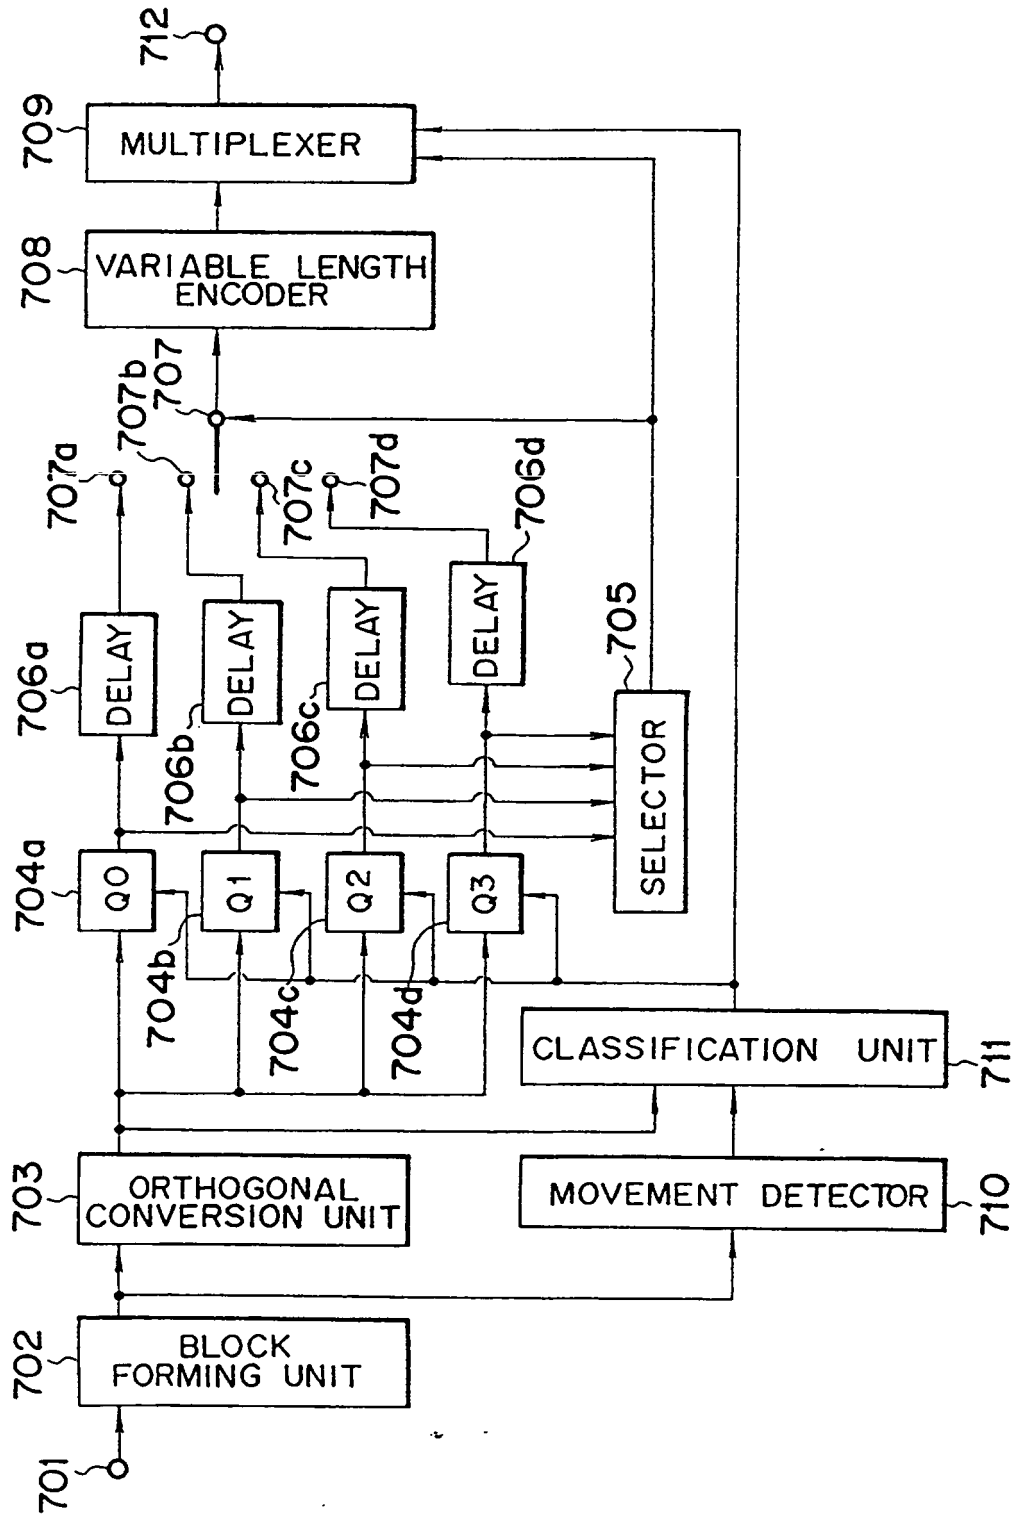 701
702
BLOCK
FORMING UNIT
703
ORTHOGONAL
CONVERSION UNIT
704a
Q0
704b
Q1
704c
Q2
704d
Q3
706a
DELAY
706b
DELAY
706c
DELAY
706d
DELAY
705
SELECTOR
707a
707b
707
707c
707d
708
VARIABLE LENGTH
ENCODER
709
MULTIPLEXER
712
MOVEMENT DETECTOR
710
CLASSIFICATION UNIT
711